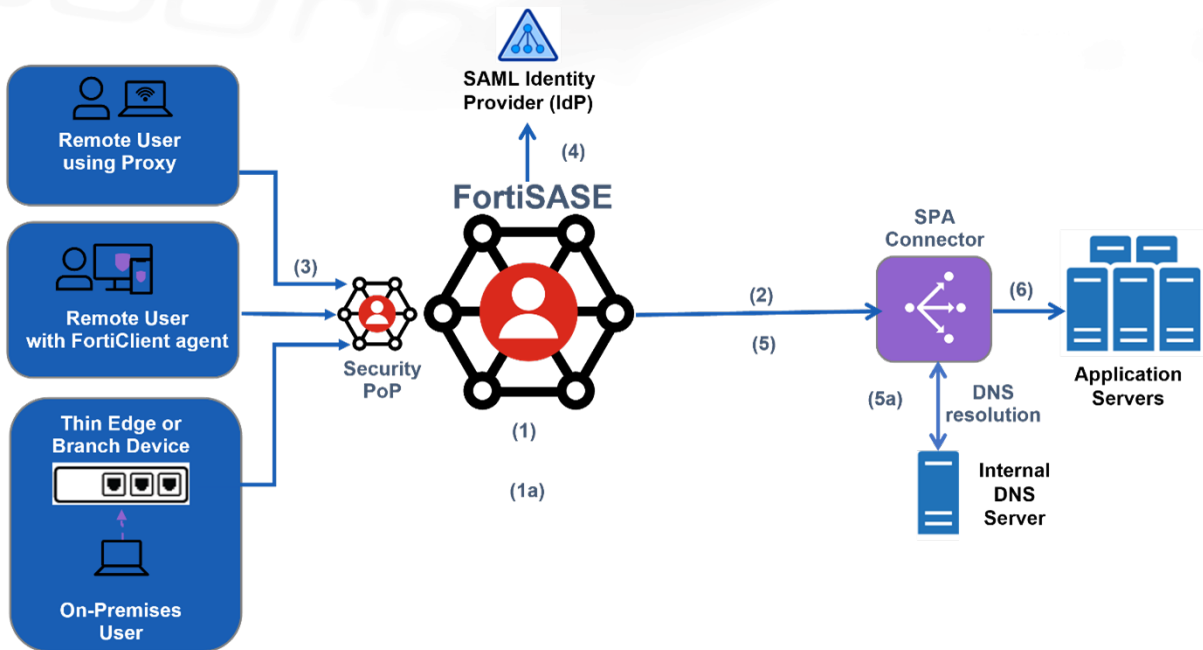 SAML Identity
Provider (IdP)
(4)
FortiSASE
Remote User
using Proxy
(3)
Remote User
with FortiClient agent
Security
PoP
Thin Edge or
Branch Device
On-Premises
User
(1)
(1a)
(2)
(5)
SPA
Connector
(6)
Application
Servers
(5a)
DNS
resolution
Internal
DNS
Server